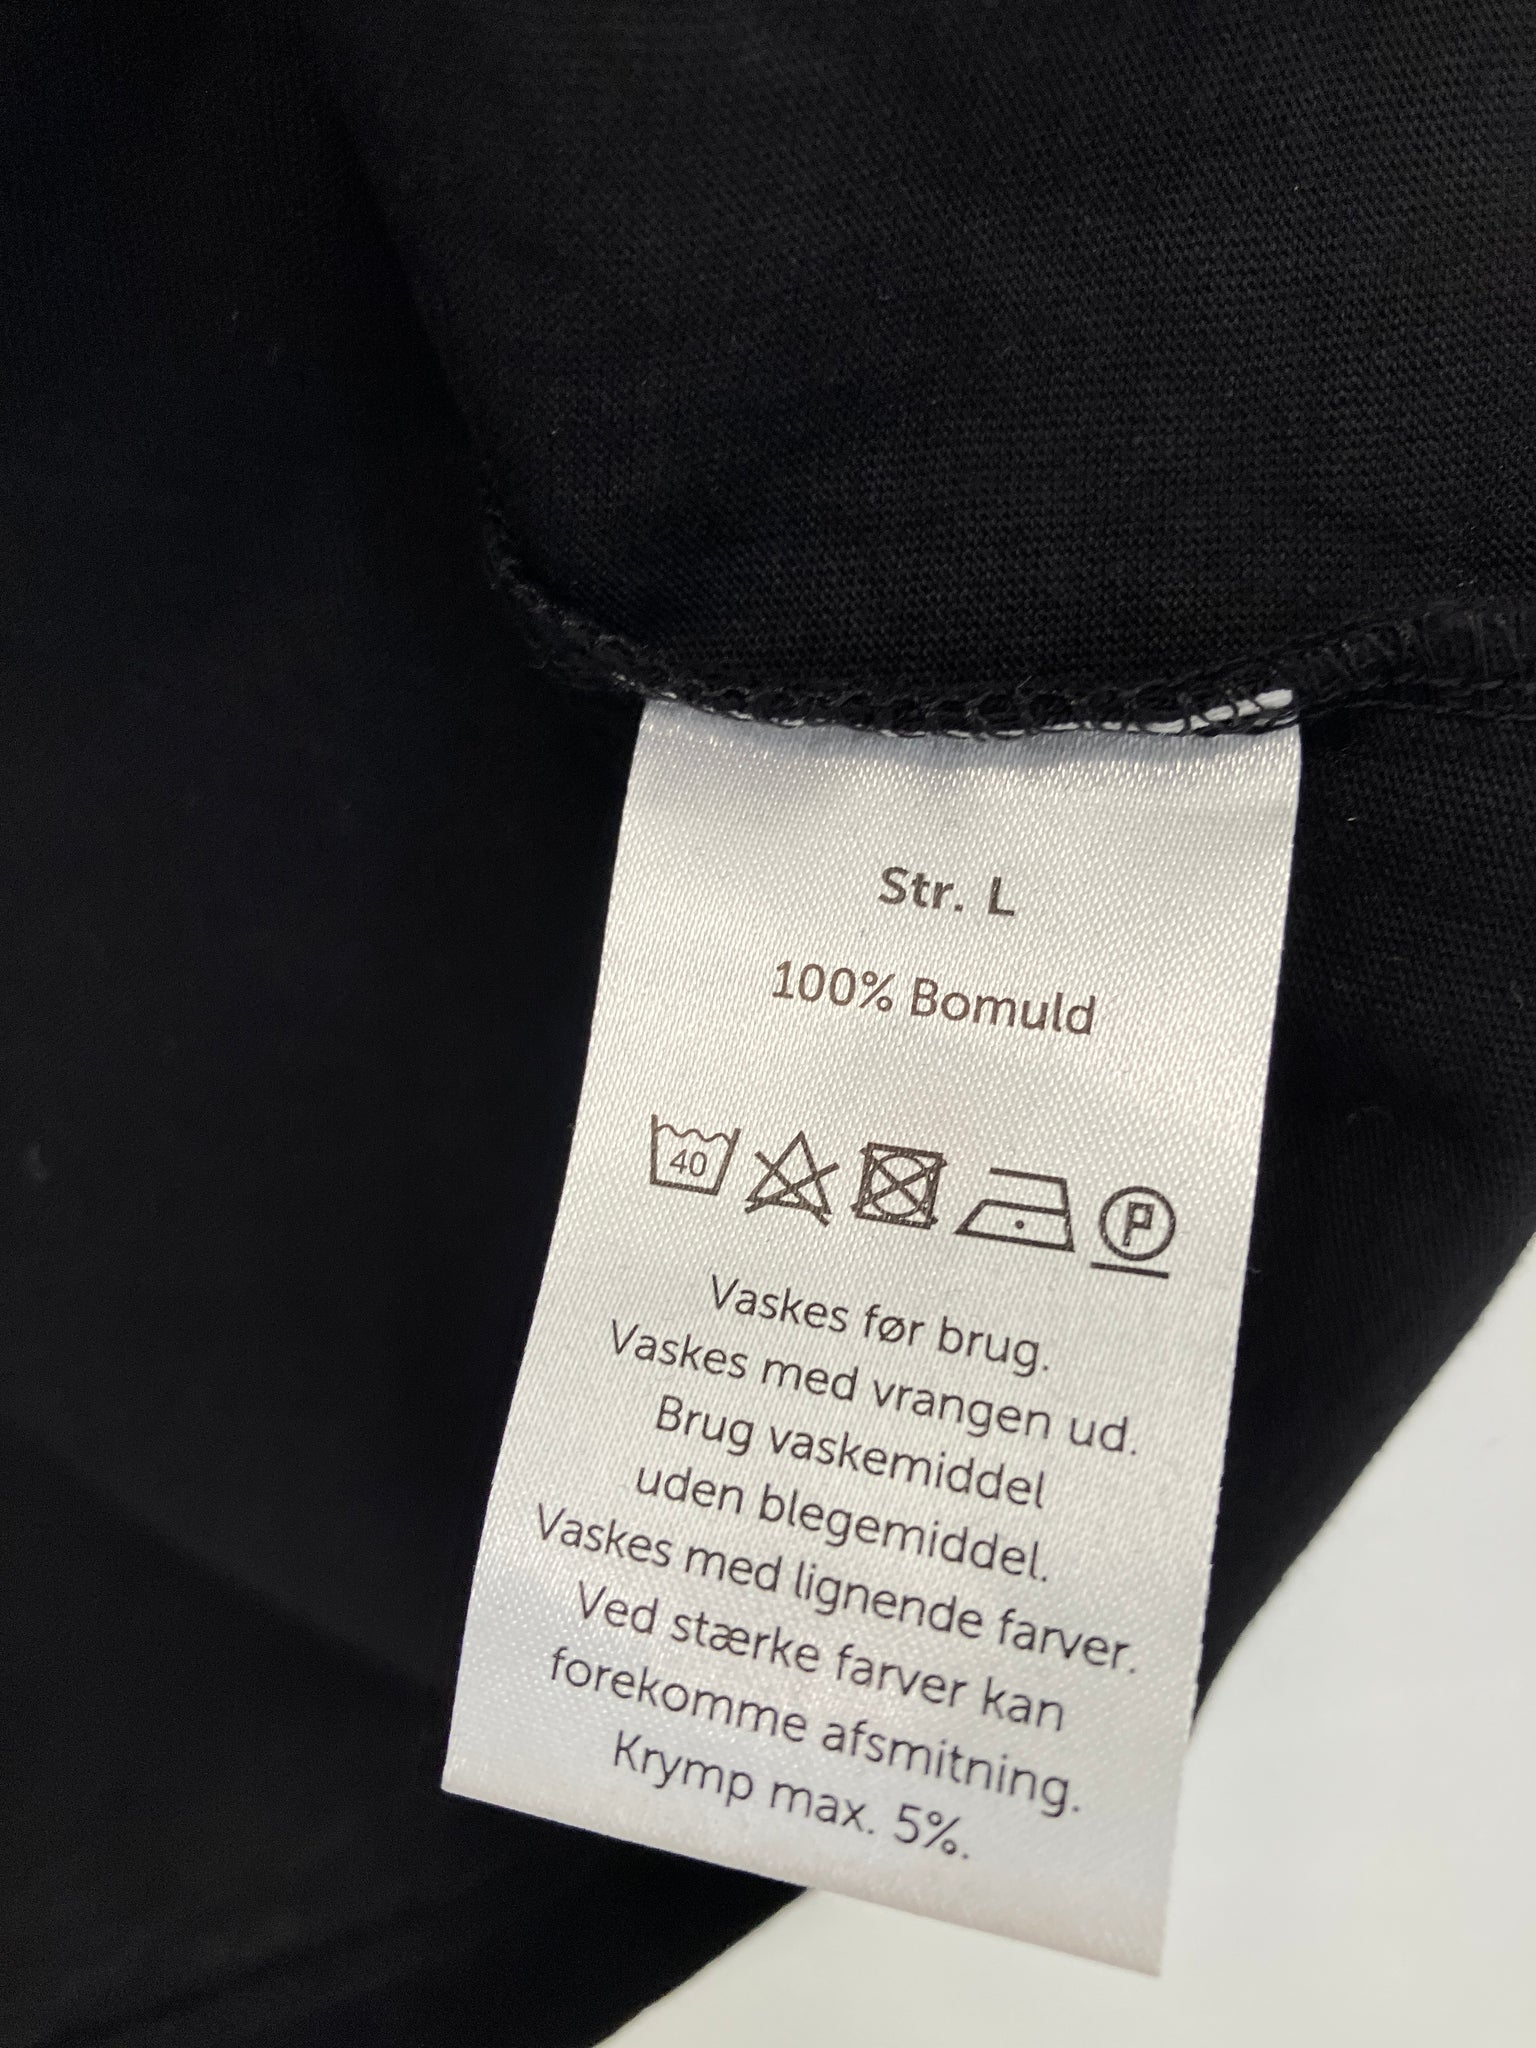 Str. L
100% Bomuld
40 P
Vaskes før brug.
Vaskes med vrangen ud.
Brug vaskemiddel
uden blegemiddel.
Vaskes med lignende farver.
Ved stærke farver kan
forekomme afsmitning.
Krymp max. 5%.